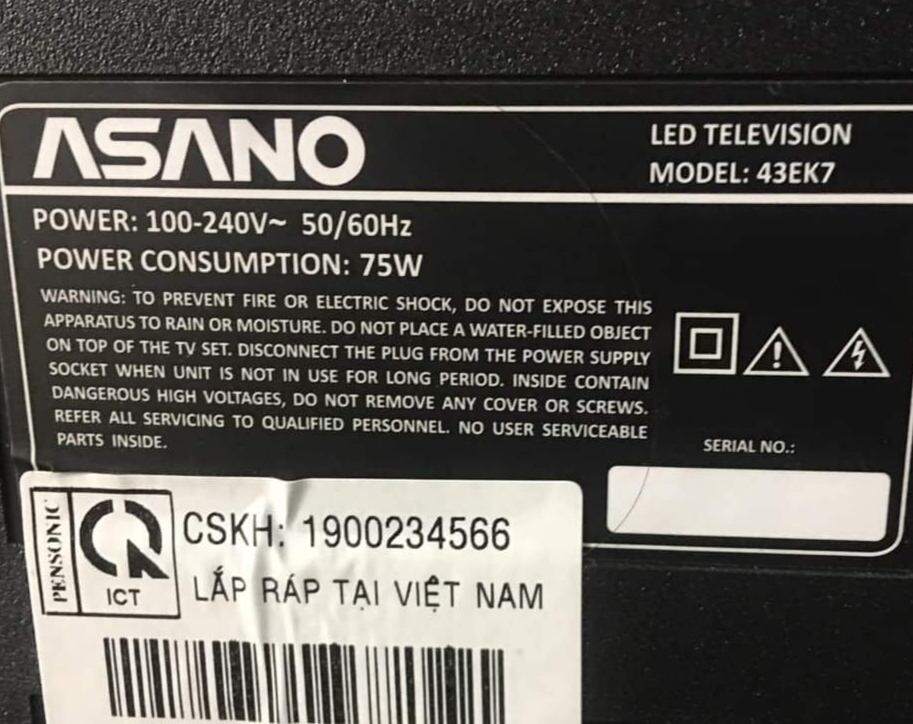 ASANO
LED TELEVISION
MODEL: 43EK7
POWER: 100-240V~ 50/60Hz
POWER CONSUMPTION: 75W
WARNING: TO PREVENT FIRE OR ELECTRIC SHOCK, DO NOT EXPOSE THIS
APPARATUS TO RAIN OR MOISTURE. DO NOT PLACE A WATER-FILLED OBJECT
ON TOP OF THE TV SET. DISCONNECT THE PLUG FROM THE POWER SUPPLY
SOCKET WHEN UNIT IS NOT IN USE FOR LONG PERIOD. INSIDE CONTAIN
DANGEROUS HIGH VOLTAGES, DO NOT REMOVE ANY COVER OR SCREWS.
REFER ALL SERVICING TO QUALIFIED PERSONNEL. NO USER SERVICEABLE
PARTS INSIDE.
SERIAL NO.:
PENSONIC
ICT
CSKH: 1900234566
LẮP RÁP TẠI VIỆT NAM